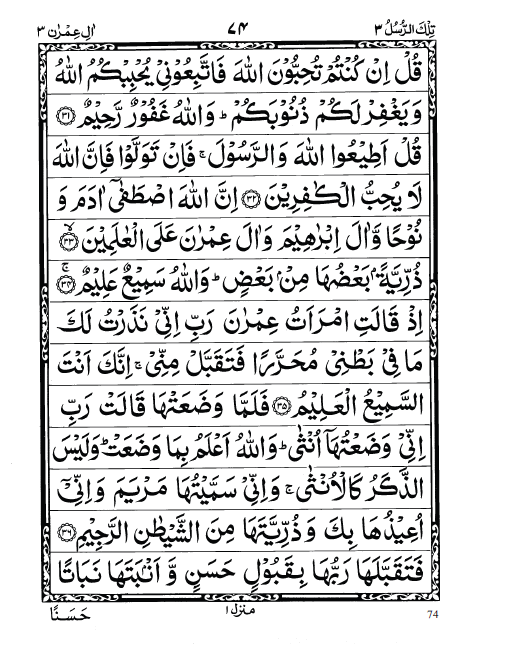 تِلْكَ الرُّسُلُ ٣
٧٤
اٰلِ عِمْرٰن ٣
قُلْ اِنْ كُنْتُمْ تُحِبُّوْنَ اللّٰهَ فَاتَّبِعُوْنِيْ يُحْبِبْكُمُ اللّٰهُ
وَيَغْفِرْ لَكُمْ ذُنُوْبَكُمْ ؕ وَاللّٰهُ غَفُوْرٌ رَّحِيْمٌ ۝۳۱
قُلْ اَطِيْعُوا اللّٰهَ وَالرَّسُوْلَ ۚ فَاِنْ تَوَلَّوْا فَاِنَّ اللّٰهَ
لَا يُحِبُّ الْكٰفِرِيْنَ ۝۳۲ اِنَّ اللّٰهَ اصْطَفٰۤى اٰدَمَ وَ
نُوْحًا وَّاٰلَ اِبْرٰهِيْمَ وَاٰلَ عِمْرٰنَ عَلَى الْعٰلَمِيْنَ ۝۳۳ۙ
ذُرِّيَّةًۢ بَعْضُهَا مِنْۢ بَعْضٍ ؕ وَاللّٰهُ سَمِيْعٌ عَلِيْمٌ ۝۳۴ۚ
اِذْ قَالَتِ امْرَاَتُ عِمْرٰنَ رَبِّ اِنِّيْ نَذَرْتُ لَكَ
مَا فِيْ بَطْنِيْ مُحَرَّرًا فَتَقَبَّلْ مِنِّيْ ۚ اِنَّكَ اَنْتَ
السَّمِيْعُ الْعَلِيْمُ ۝۳۵ فَلَمَّا وَضَعَتْهَا قَالَتْ رَبِّ
اِنِّيْ وَضَعْتُهَاۤ اُنْثٰى ؕ وَاللّٰهُ اَعْلَمُ بِمَا وَضَعَتْ ؕ وَلَيْسَ
الذَّكَرُ كَالْاُنْثٰى ۚ وَاِنِّيْ سَمَّيْتُهَا مَرْيَمَ وَاِنِّيْۤ
اُعِيْذُهَا بِكَ وَذُرِّيَّتَهَا مِنَ الشَّيْطٰنِ الرَّجِيْمِ ۝۳۶
فَتَقَبَّلَهَا رَبُّهَا بِقَبُوْلٍ حَسَنٍ وَّ اَنْۢبَتَهَا نَبَاتًا
حَسَنًا
منزل ١
74